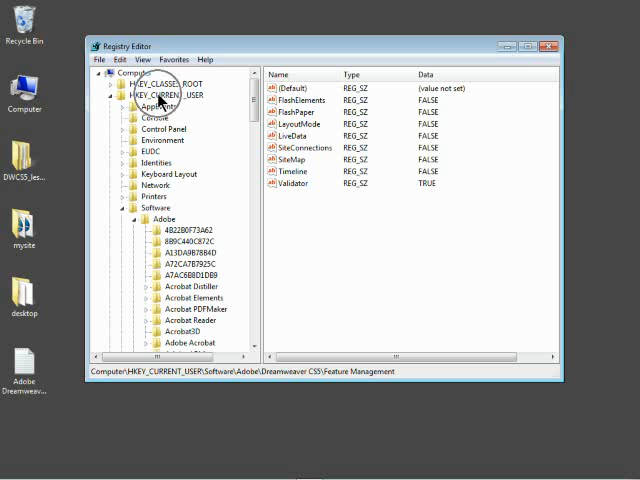 Recycle Bin
Computer
DWCS5_les...
mysite
desktop
Adobe
Dreamweav...
Registry Editor
File Edit View Favorites Help
Computer
HKEY_CLASSES_ROOT
HKEY_CURRENT_USER
AppEvents
Console
Control Panel
Environment
EUDC
Identities
Keyboard Layout
Network
Printers
Software
Adobe
4B22B0F73A62
8B9C440C872C
A13DA9B78B4D
A72CA7B7925C
A7AC6B8D1DB9
Acrobat Distiller
Acrobat Elements
Acrobat PDFMaker
Acrobat Reader
Acrobat3D
Adobe Acrobat
Name Type Data
(Default) REG_SZ (value not set)
FlashElements REG_SZ FALSE
FlashPaper REG_SZ FALSE
LayoutMode REG_SZ FALSE
LiveData REG_SZ FALSE
SiteConnections REG_SZ FALSE
SiteMap REG_SZ FALSE
Timeline REG_SZ FALSE
Validator REG_SZ TRUE
Computer\HKEY_CURRENT_USER\Software\Adobe\Dreamweaver CS5\Feature Management